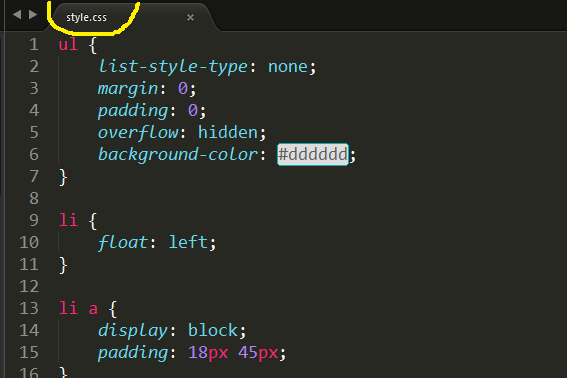 style.css ×
1 ul {
2     list-style-type: none;
3     margin: 0;
4     padding: 0;
5     overflow: hidden;
6     background-color: #dddddd;
7 }
8
9 li {
10     float: left;
11 }
12
13 li a {
14     display: block;
15     padding: 18px 45px;
16 }